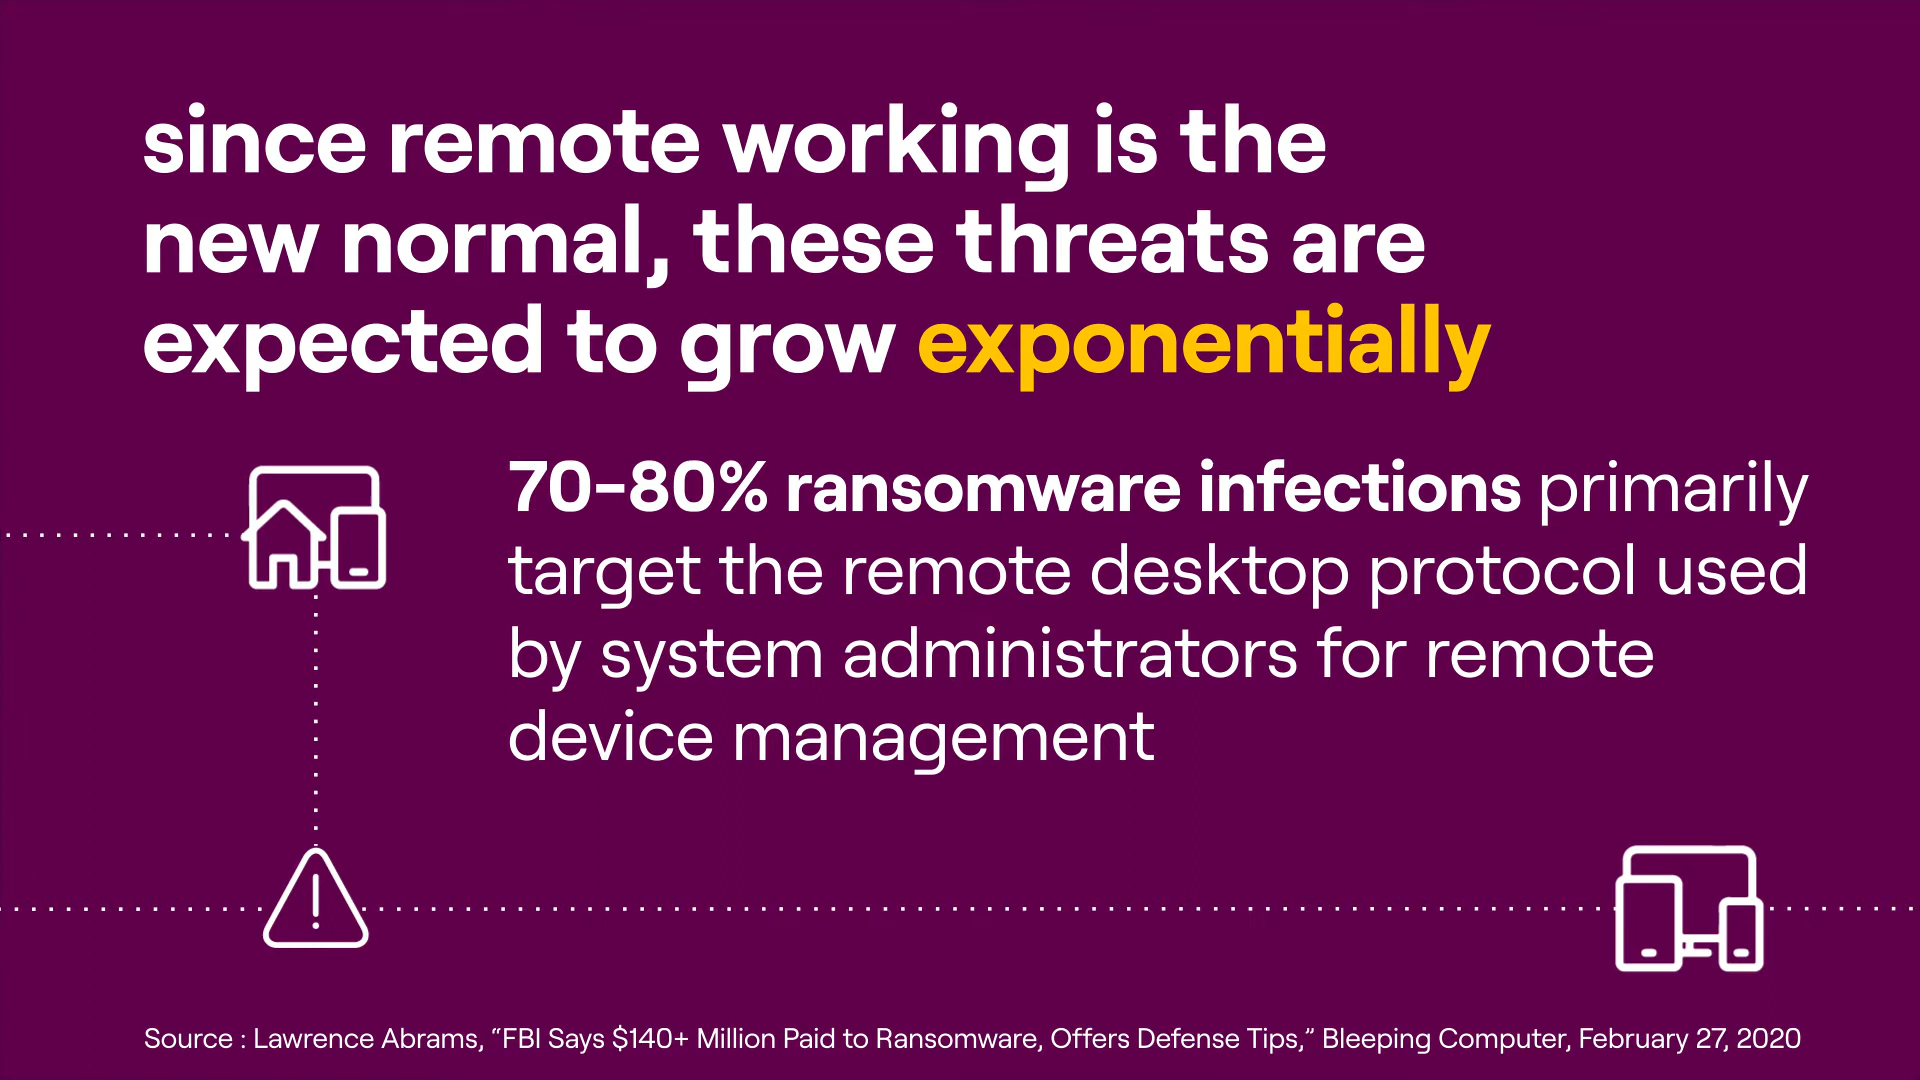 since remote working is the
new normal, these threats are
expected to grow exponentially
70-80% ransomware infections primarily
target the remote desktop protocol used
by system administrators for remote
device management
Source : Lawrence Abrams, “FBI Says $140+ Million Paid to Ransomware, Offers Defense Tips,” Bleeping Computer, February 27, 2020